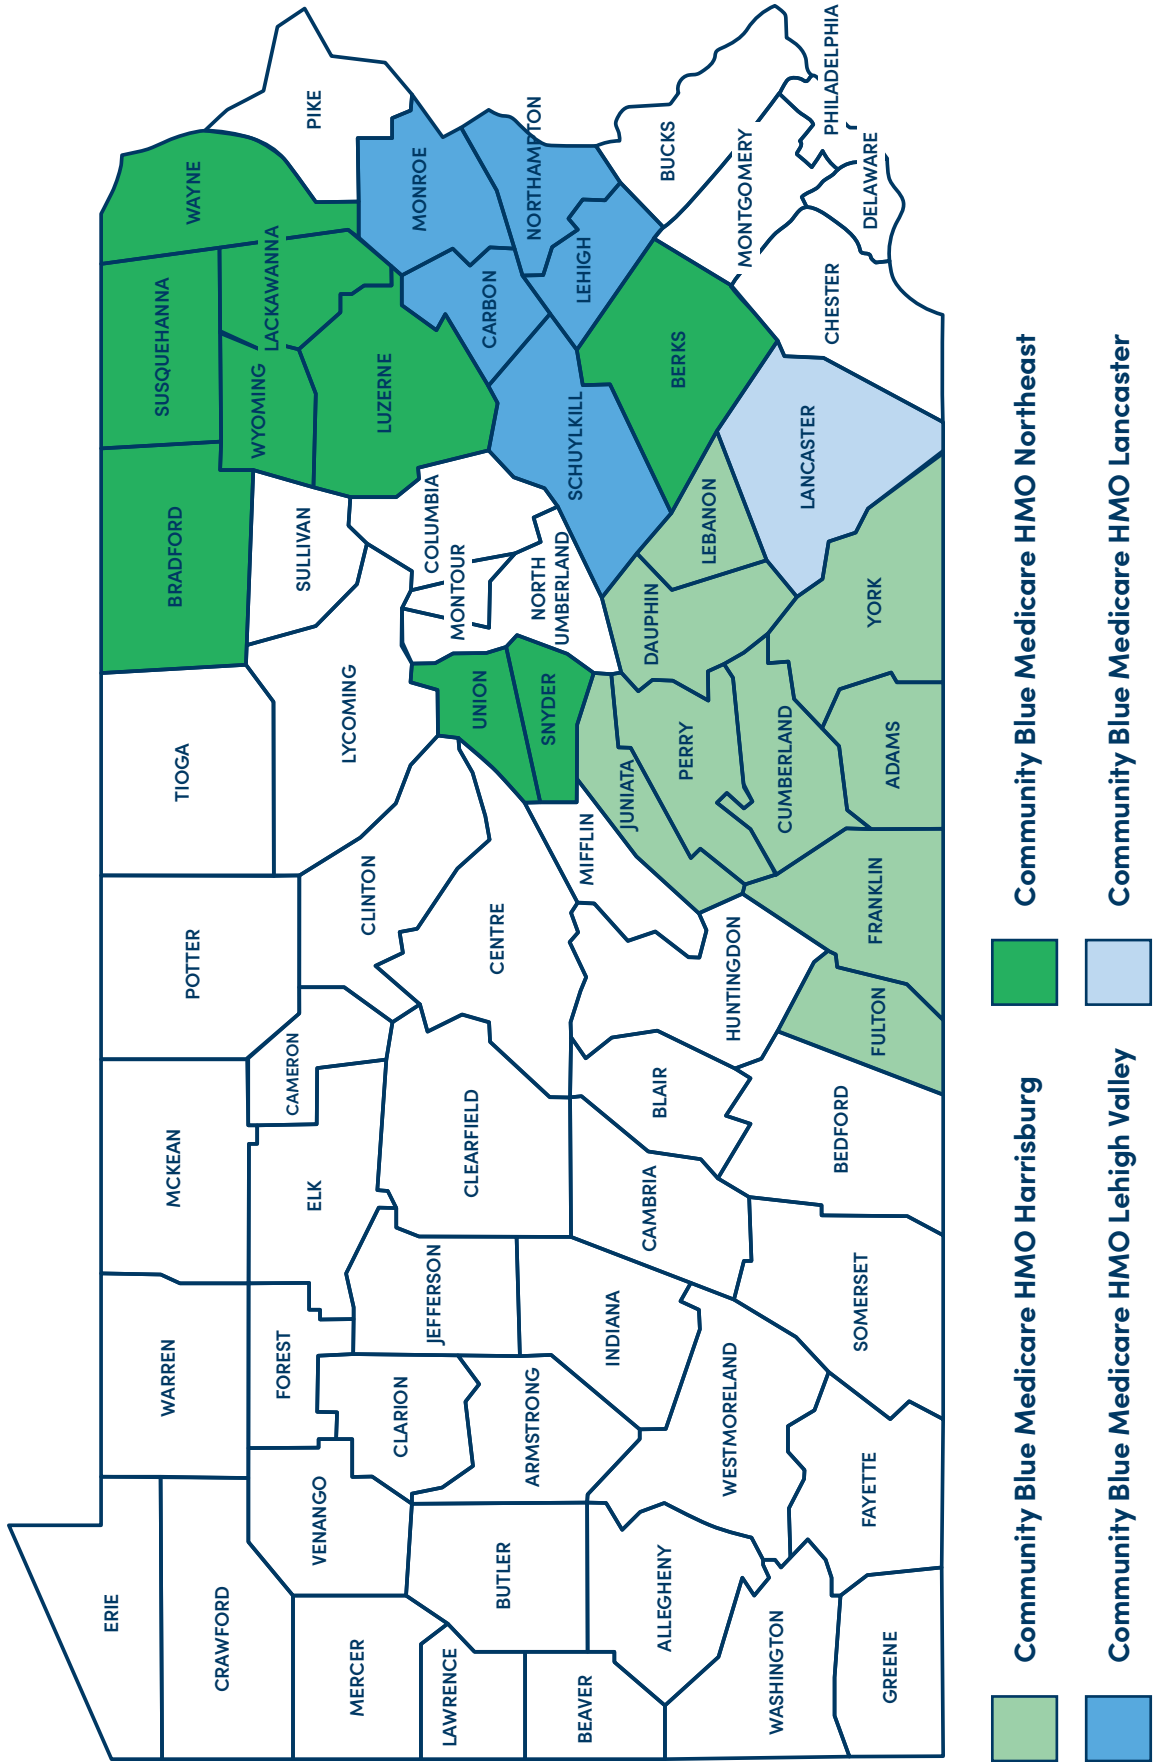 ERIE
CRAWFORD
WARREN
MCKEAN
POTTER
TIOGA
BRADFORD
SUSQUEHANNA
WAYNE
PIKE
MERCER
VENANGO
FOREST
ELK
CAMERON
CLINTON
LYCOMING
SULLIVAN
WYOMING
LACKAWANNA
LUZERNE
MONROE
LAWRENCE
BUTLER
CLARION
JEFFERSON
CLEARFIELD
CENTRE
UNION
SNYDER
MONTOUR
COLUMBIA
NORTH
UMBERLAND
SCHUYLKILL
CARBON
LEHIGH
NORTHAMPTON
BEAVER
ALLEGHENY
ARMSTRONG
INDIANA
CAMBRIA
BLAIR
HUNTINGDON
MIFFLIN
JUNIATA
PERRY
DAUPHIN
LEBANON
BERKS
MONTGOMERY
BUCKS
WASHINGTON
WESTMORELAND
SOMERSET
BEDFORD
FULTON
FRANKLIN
CUMBERLAND
ADAMS
YORK
LANCASTER
CHESTER
DELAWARE
PHILADELPHIA
GREENE
FAYETTE
Community Blue Medicare HMO Harrisburg
Community Blue Medicare HMO Northeast
Community Blue Medicare HMO Lehigh Valley
Community Blue Medicare HMO Lancaster